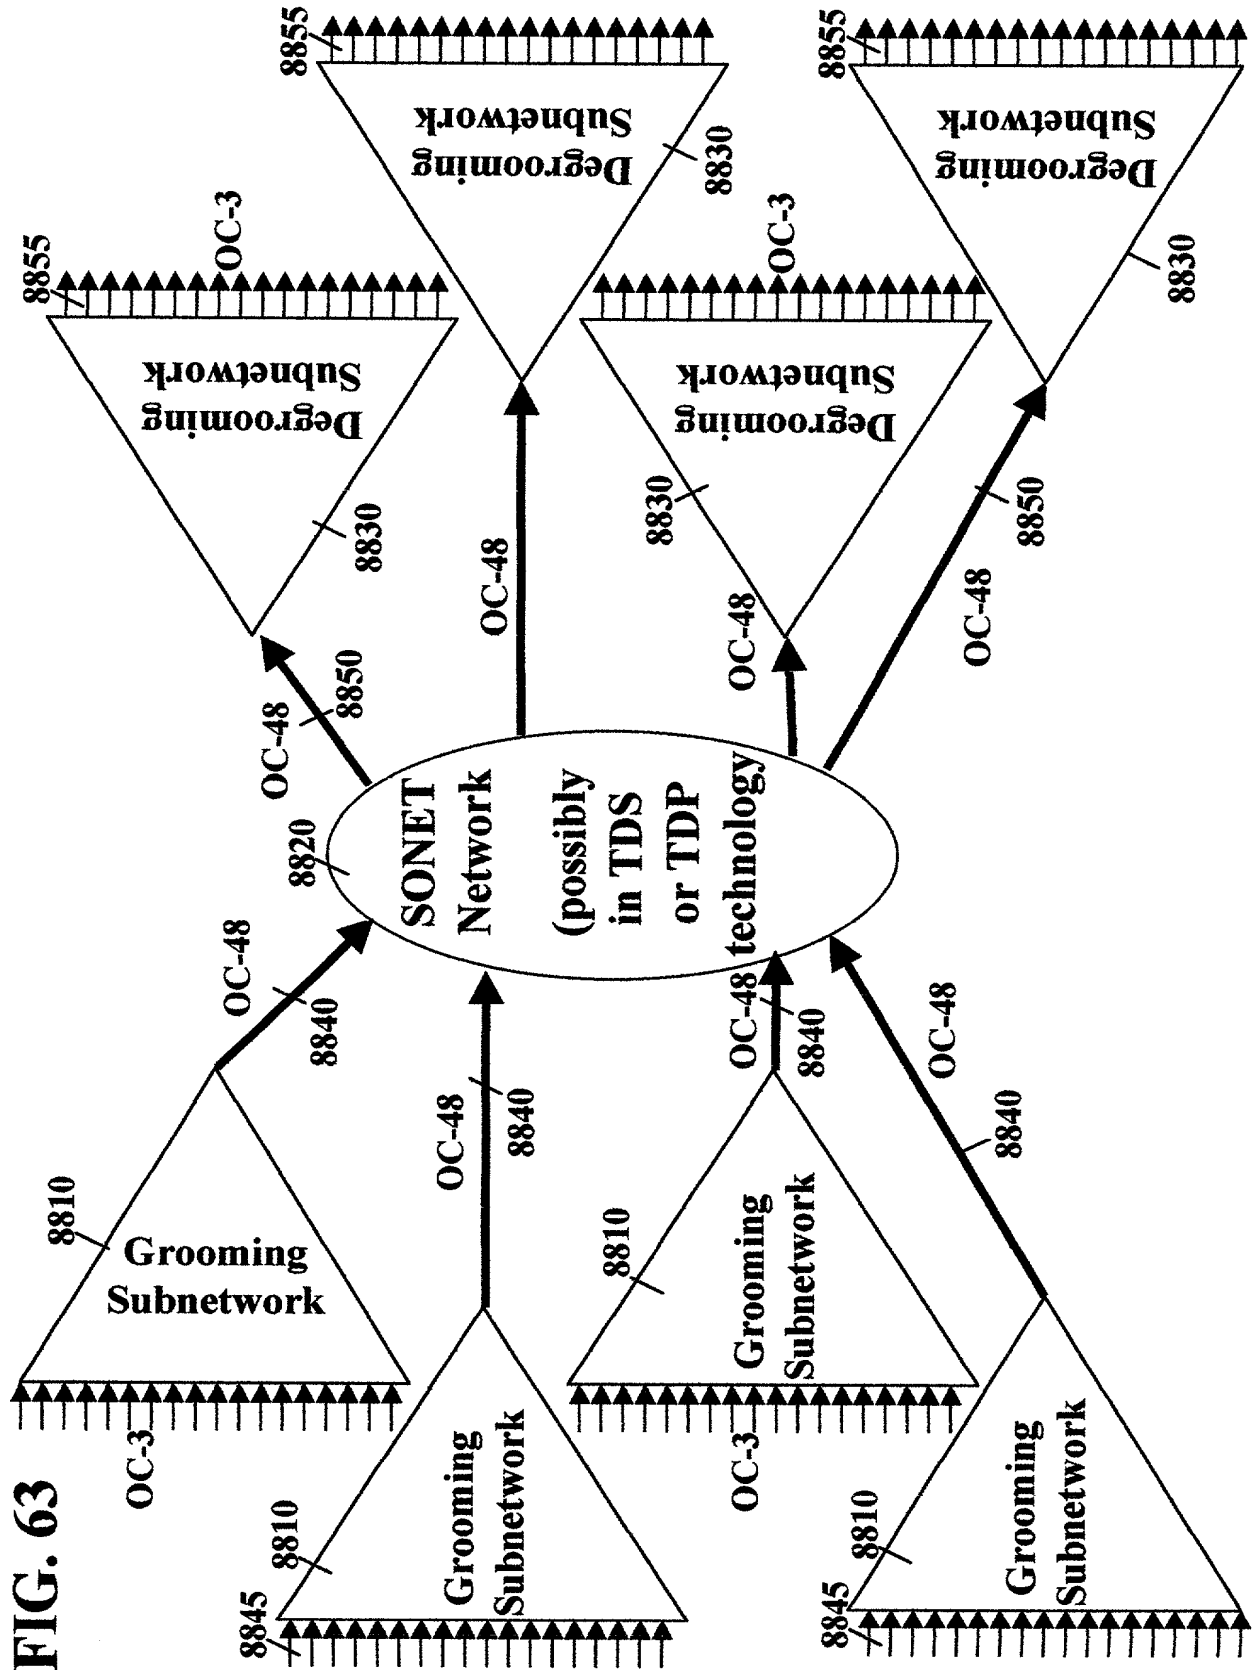 FIG. 63
OC-3
8810
Grooming
Subnetwork
OC-48
8840
8845
8810
Grooming
Subnetwork
OC-48
8840
OC-3
8810
Grooming
Subnetwork
OC-48
8840
8845
8810
Grooming
Subnetwork
OC-48
8840
8820
SONET
Network
(possibly
in TDS
or TDP
technology
OC-48
8850
8830
Degrooming
Subnetwork
8855
OC-3
OC-48
8830
Degrooming
Subnetwork
8855
OC-48
8830
Degrooming
Subnetwork
OC-3
OC-48
8850
8830
Degrooming
Subnetwork
8855